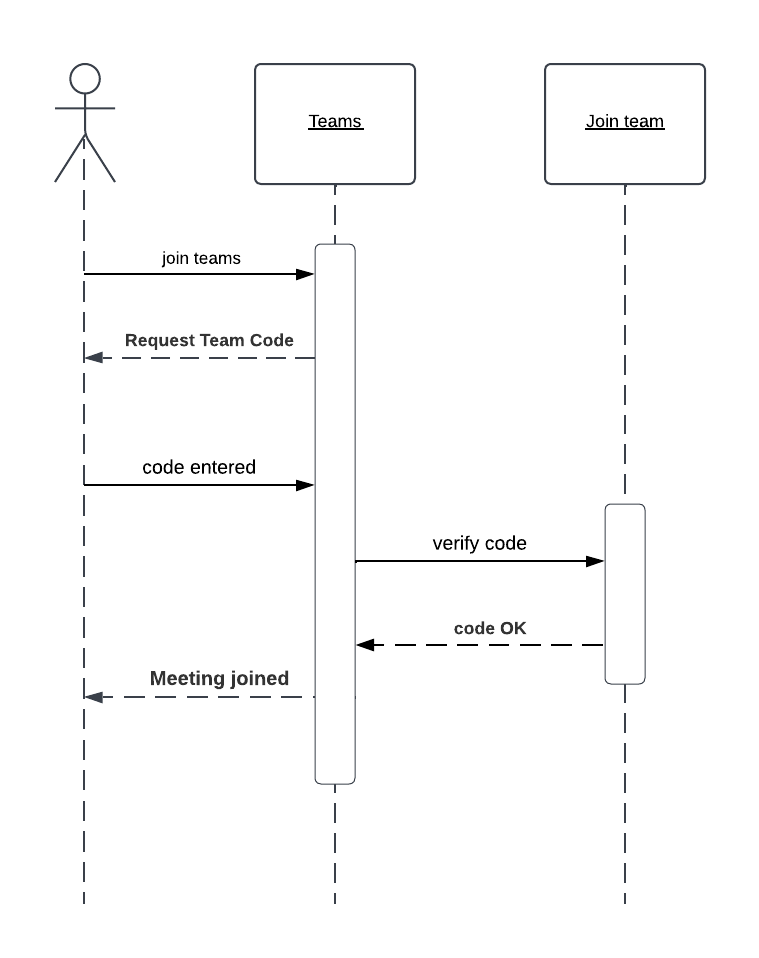 Teams
Join team
join teams
Request Team Code
code entered
verify code
code OK
Meeting joined